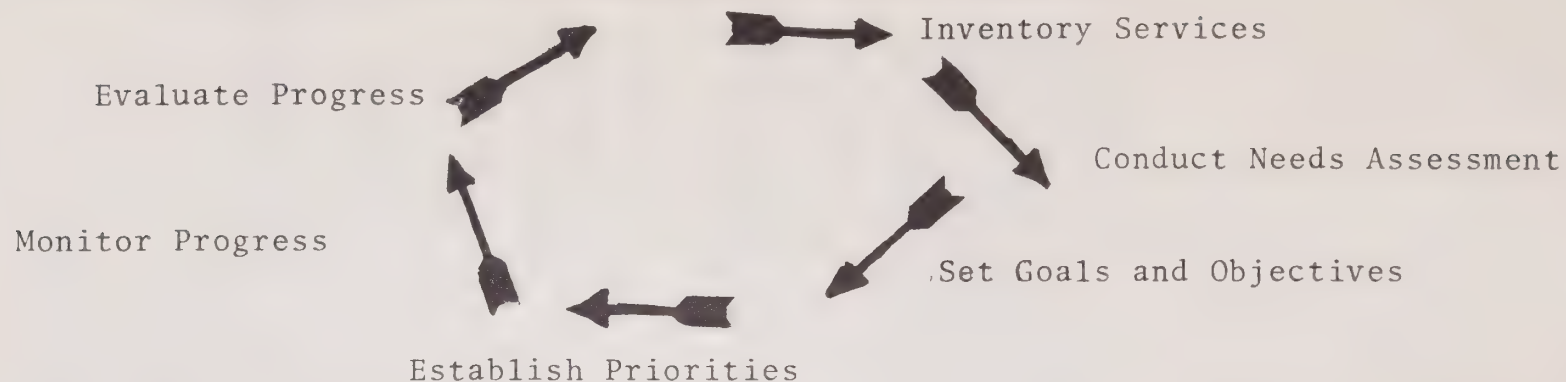 Inventory Services
Evaluate Progress
Conduct Needs Assessment
Monitor Progress
Set Goals and Objectives
Establish Priorities